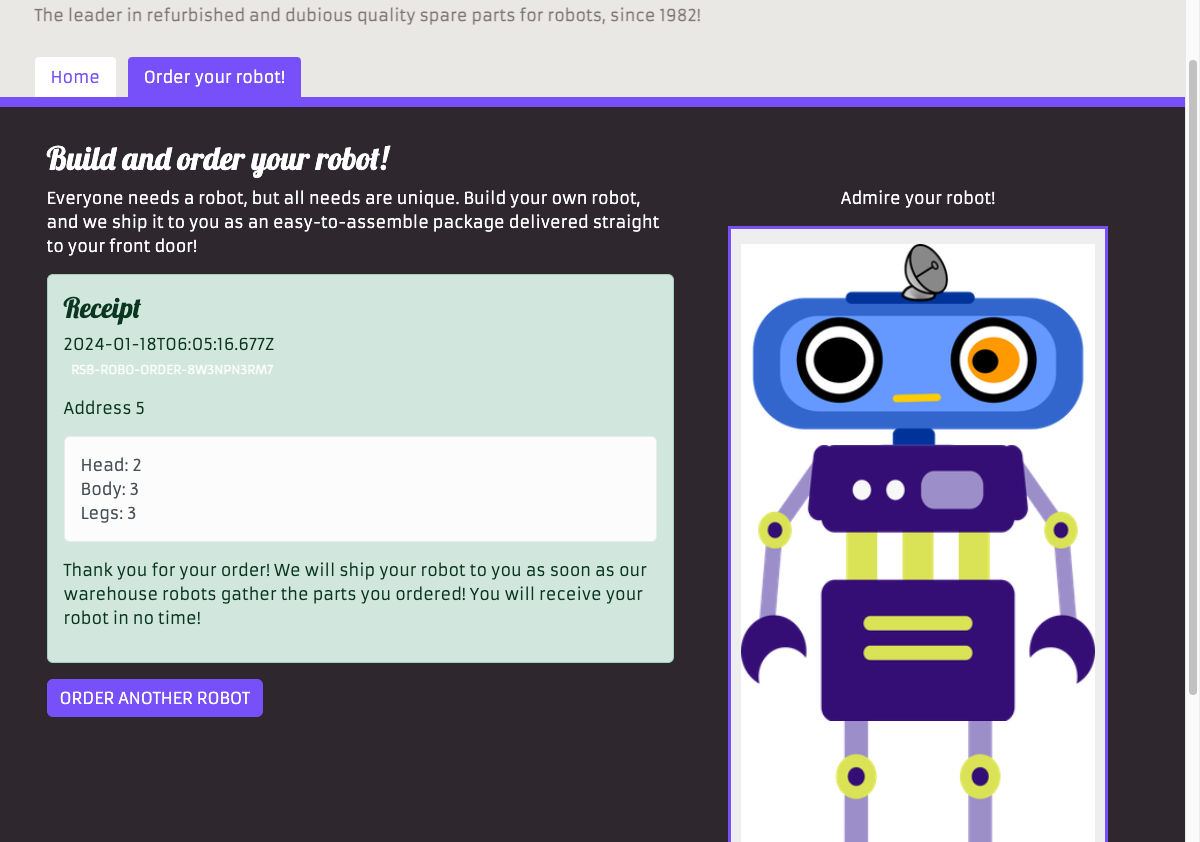 The leader in refurbished and dubious quality spare parts for robots, since 1982!
Home
Order your robot!
Build and order your robot!
Everyone needs a robot, but all needs are unique. Build your own robot,
and we ship it to you as an easy-to-assemble package delivered straight
to your front door!
Admire your robot!
Receipt
2024-01-18T06:05:16.677Z
RSB-ROBO-ORDER-8W3NPN3RM7
Address 5
Head: 2
Body: 3
Legs: 3
Thank you for your order! We will ship your robot to you as soon as our
warehouse robots gather the parts you ordered! You will receive your
robot in no time!
ORDER ANOTHER ROBOT